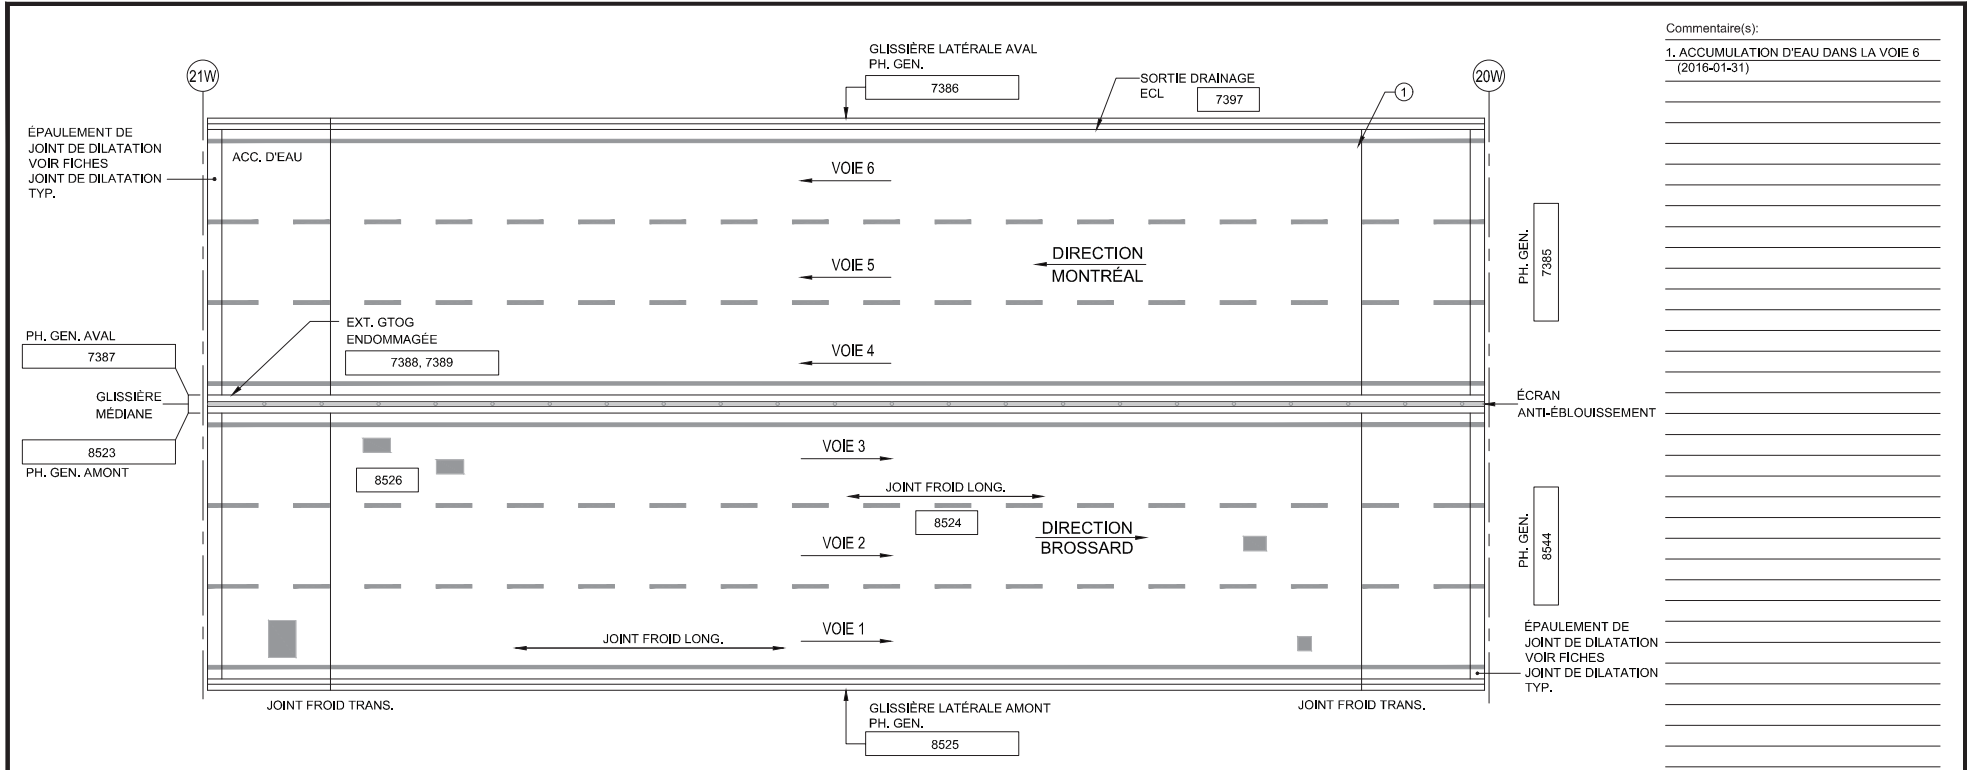 Commentaire(s):
1. ACCUMULATION D'EAU DANS LA VOIE 6
(2016-01-31)
21W
GLISSIÈRE LATÉRALE AVAL
PH. GEN.
7386
SORTIE DRAINAGE
ECL
7397
1
20W
ÉPAULEMENT DE
JOINT DE DILATATION
VOIR FICHES
JOINT DE DILATATION
TYP.
ACC. D'EAU
VOIE 6
VOIE 5
DIRECTION
MONTRÉAL
PH. GEN.
7385
EXT. GTOG
ENDOMMAGÉE
7388, 7389
VOIE 4
PH. GEN. AVAL
7387
GLISSIÈRE
MÉDIANE
8523
PH. GEN. AMONT
ÉCRAN
ANTI-ÉBLOUISSEMENT
VOIE 3
8526
JOINT FROID LONG.
8524
DIRECTION
BROSSARD
VOIE 2
PH. GEN.
8544
VOIE 1
JOINT FROID LONG.
ÉPAULEMENT DE
JOINT DE DILATATION
VOIR FICHES
JOINT DE DILATATION
TYP.
JOINT FROID TRANS.
GLISSIÈRE LATÉRALE AMONT
PH. GEN.
8525
JOINT FROID TRANS.